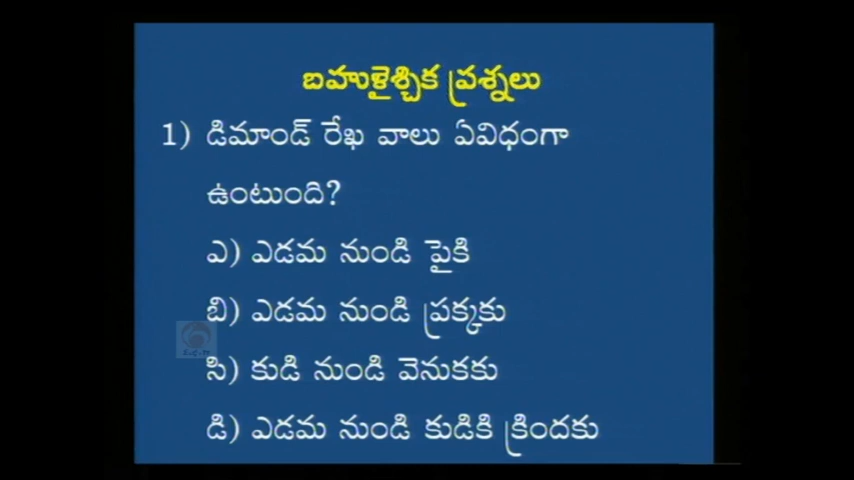 బహుళైశ్చిక ప్రశ్నలు
1) డిమాండ్ రేఖ వాలు ఏవిధంగా
ఉంటుంది?
ఎ) ఎడమ నుండి పైకి
బి) ఎడమ నుండి ప్రక్కకు
సి) కుడి నుండి వెనుకకు
డి) ఎడమ నుండి కుడికి క్రిందకు